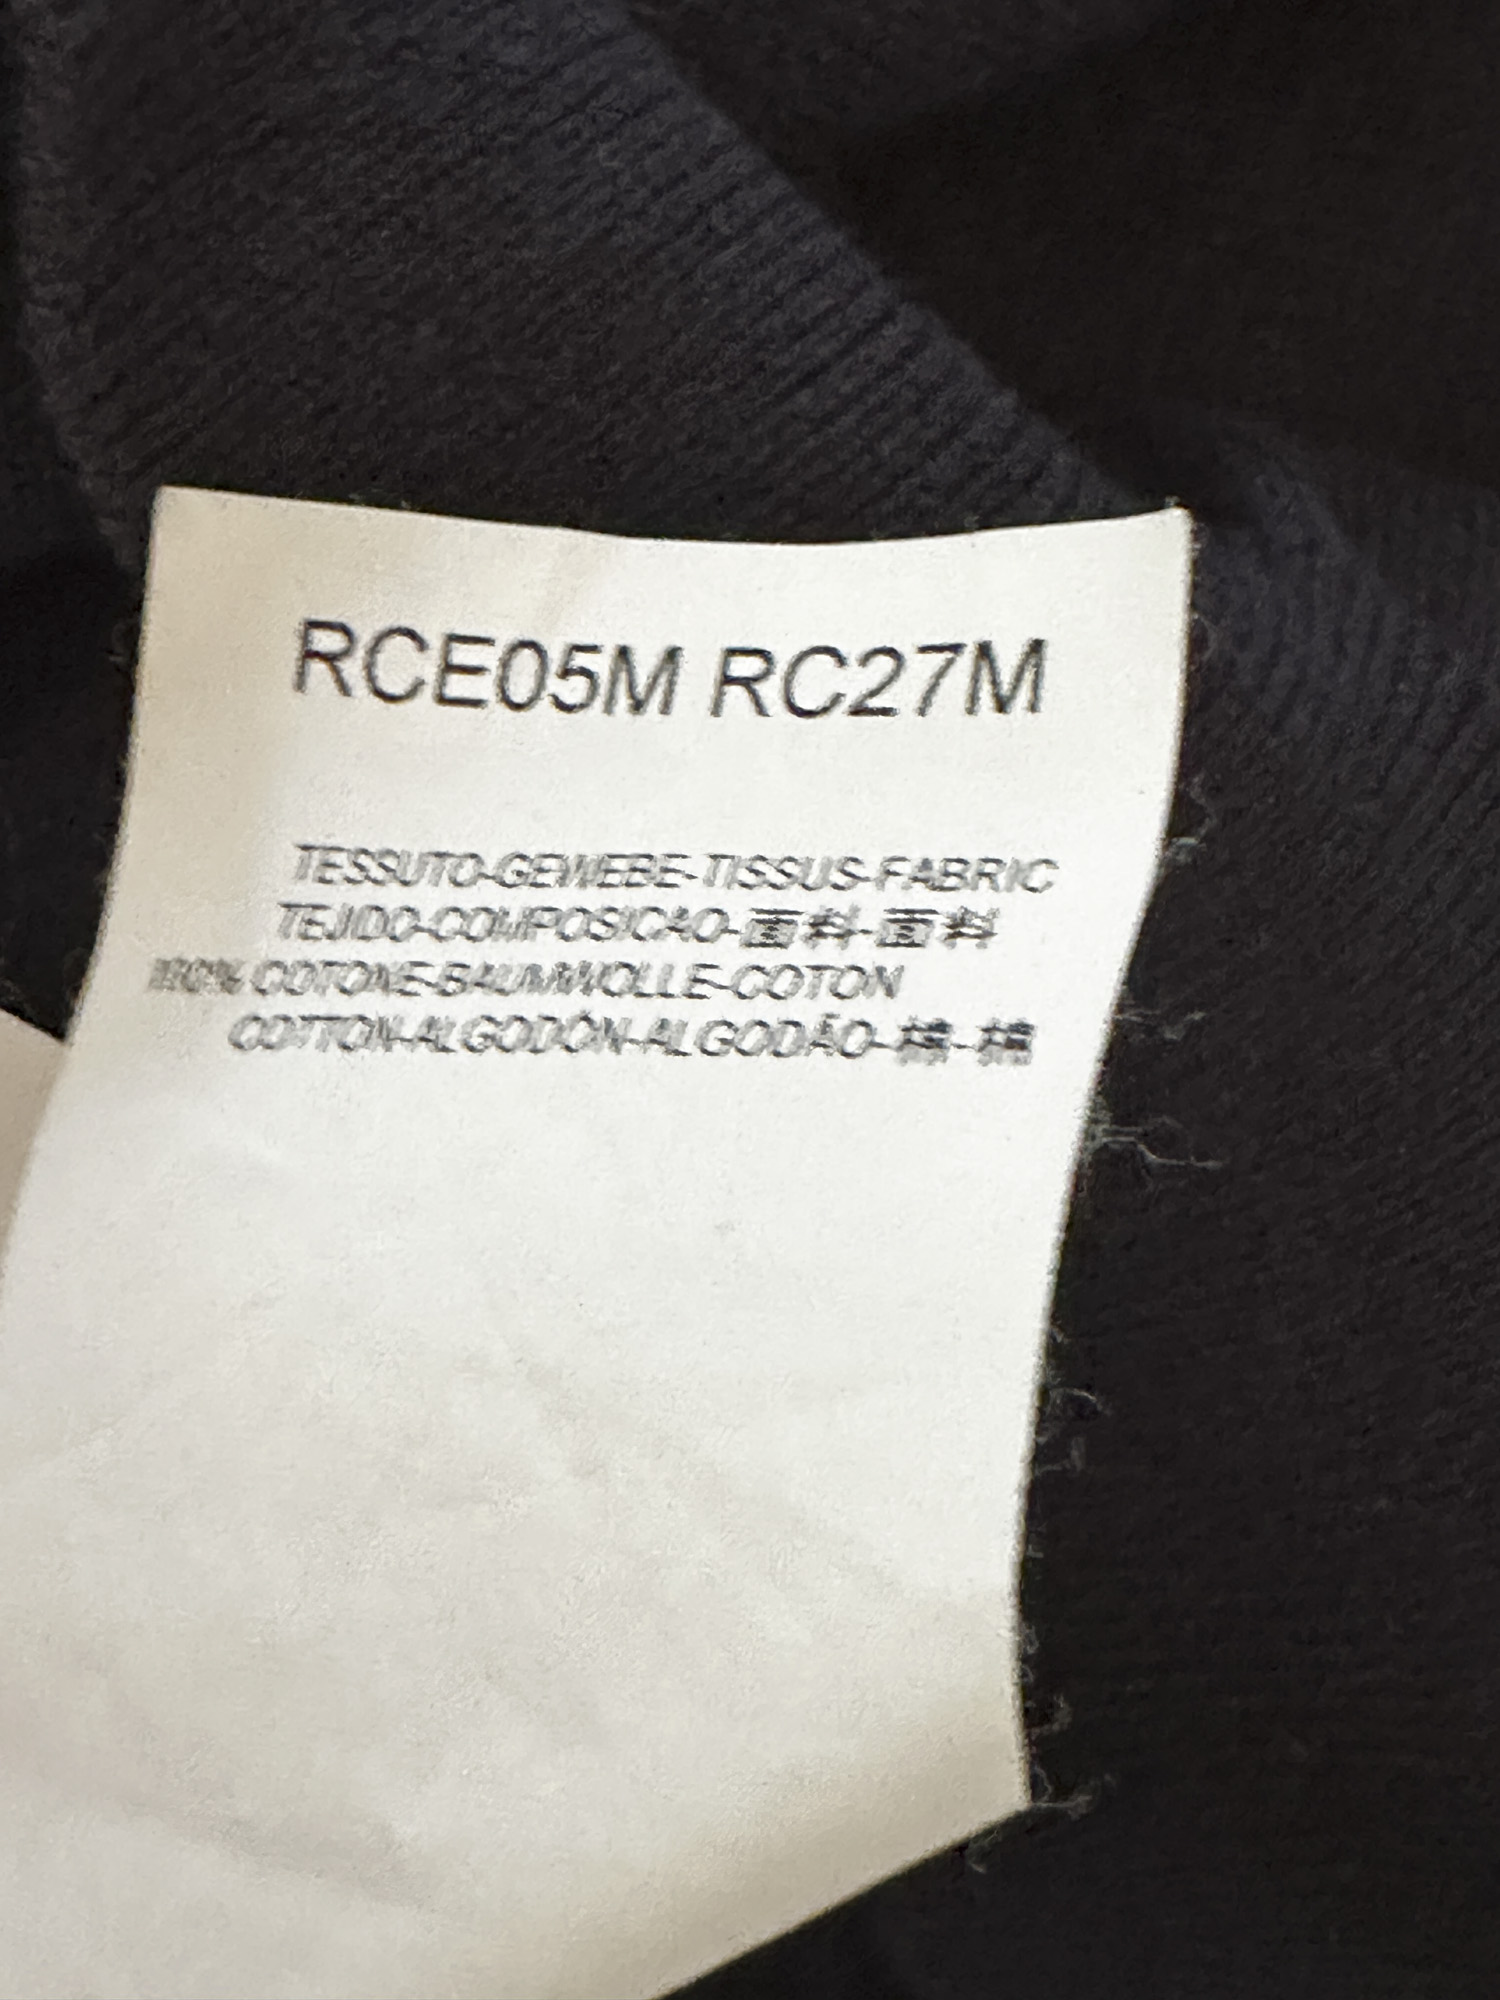 RCE05M RC27M
TESSUTO-GEWEBE-TISSUS-FABRIC
TEJIDO-COMPOSICAO-面料-面料
100% COTONE-BAUMWOLLE-COTON
COTTON-ALGODÓN-ALGODÃO-棉-棉